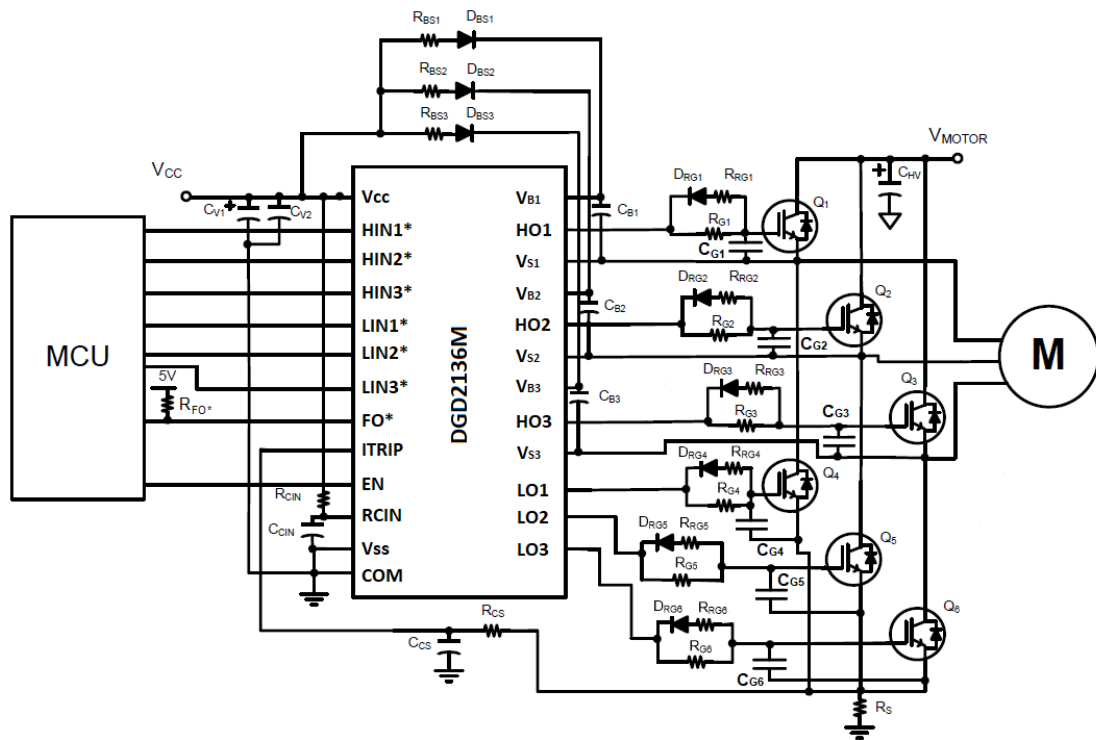 RBS1 DBS1
RBS2 DBS2
RBS3 DBS3
VCC
CV1 + CV2
MCU
5V
RFO*
RCIN
CCIN
DGD2136M
Vcc
HIN1*
HIN2*
HIN3*
LIN1*
LIN2*
LIN3*
FO*
ITRIP
EN
RCIN
Vss
COM
VB1
HO1
VS1
VB2
HO2
VS2
VB3
HO3
VS3
LO1
LO2
LO3
CB1
CB2
CB3
DRG1 RRG1
RG1
CG1
Q1
DRG2 RRG2
RG2
CG2
Q2
DRG3 RRG3
RG3
CG3
Q3
DRG4 RRG4
RG4
CG4
Q4
DRG5 RRG5
RG5
CG5
Q5
DRG6 RRG6
RG6
CG6
Q6
VMOTOR
+ CHV
M
RCS
CCS
RS